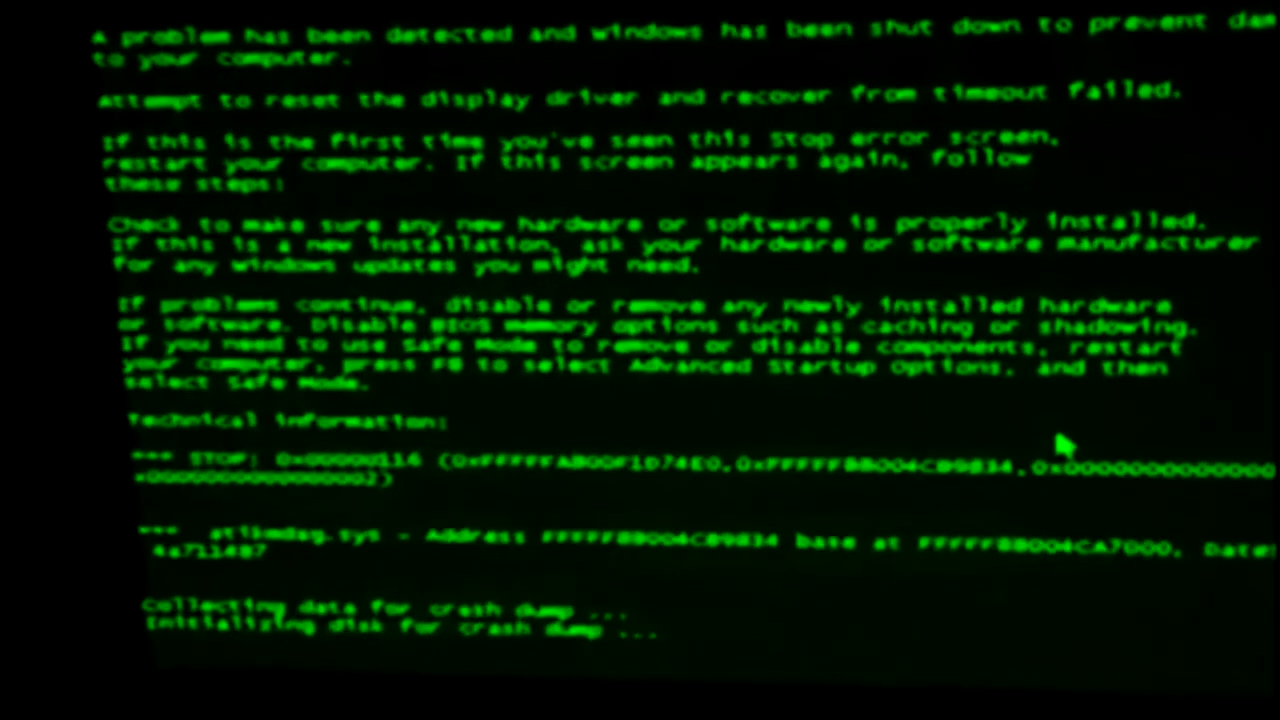 A problem has been detected and windows has been shut down to prevent dam
to your computer.
Attempt to reset the display driver and recover from timeout failed.
If this is the first time you've seen this Stop error screen,
restart your computer. If this screen appears again, follow
these steps:
Check to make sure any new hardware or software is properly installed.
If this is a new installation, ask your hardware or software manufacturer
for any windows updates you might need.
If problems continue, disable or remove any newly installed hardware
or software. Disable BIOS memory options such as caching or shadowing.
If you need to use Safe Mode to remove or disable components, restart
your computer, press F8 to select Advanced Startup Options, and then
select Safe Mode.
Technical information:
*** STOP: 0x00000116
*** atikmdag.sys - Address base at FFFFF88004CA7000, Date
Collecting data for crash dump ...
Initializing disk for crash dump ...